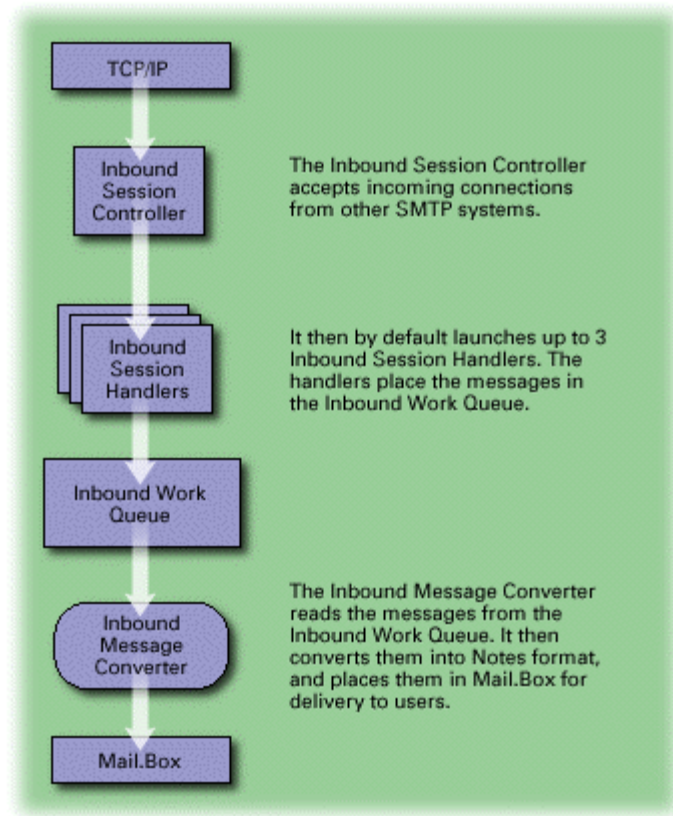 TCP/IP
Inbound
Session
Controller
The Inbound Session Controller
accepts incoming connections
from other SMTP systems.
Inbound
Session
Handlers
It then by default launches up to 3
Inbound Session Handlers. The
handlers place the messages in
the Inbound Work Queue.
Inbound Work
Queue
Inbound
Message
Converter
The Inbound Message Converter
reads the messages from the
Inbound Work Queue. It then
converts them into Notes format,
and places them in Mail.Box for
delivery to users.
Mail.Box